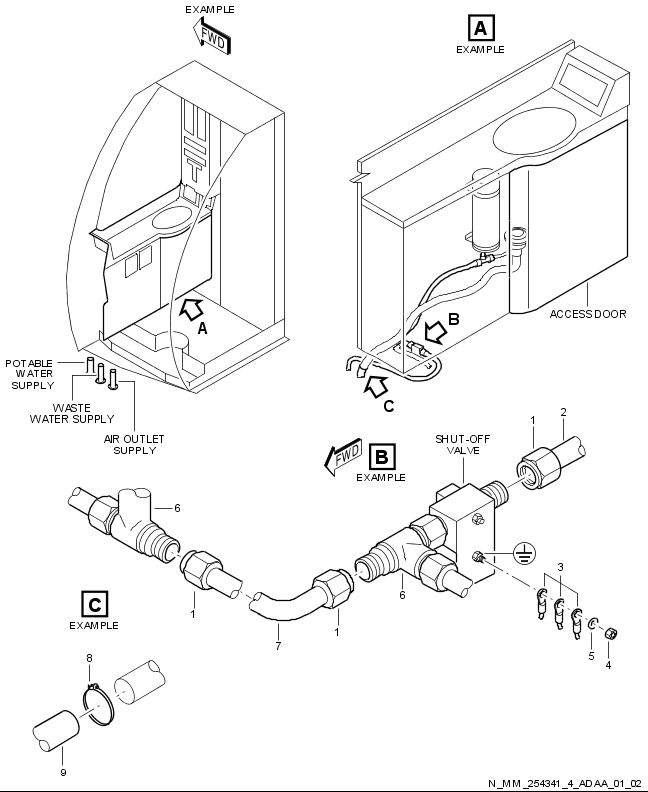 EXAMPLE
FWD
A
EXAMPLE
A
B
ACCESS DOOR
C
POTABLE
WATER
SUPPLY
WASTE
WATER SUPPLY
AIR OUTLET
SUPPLY
FWD
B
EXAMPLE
SHUT-OFF
VALVE
1
2
6
6
3
1
7
1
5
4
C
EXAMPLE
8
9
N_MM_254341_4_ADAA_01_02